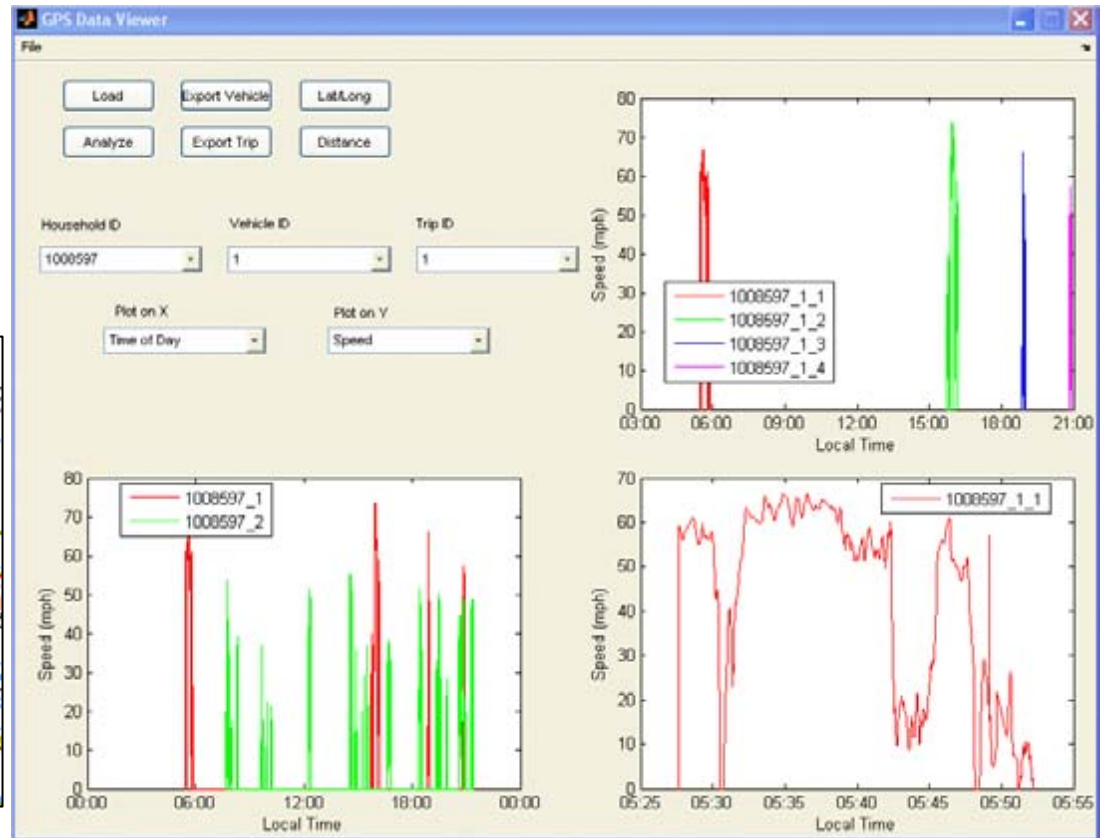 GPS Data Viewer
File
Load Export Vehicle Lat/Long
Analyze Export Trip Distance
Household ID Vehicle ID Trip ID
1008597 1 1
Plot on X Plot on Y
Time of Day Speed
80
70
60
50
40
30
20
10
0
Speed (mph)
1008597_1_1
1008597_1_2
1008597_1_3
1008597_1_4
03:00 06:00 09:00 12:00 15:00 18:00 21:00
Local Time
80
70
60
50
40
30
20
10
0
Speed (mph)
1008597_1
1008597_2
00:00 06:00 12:00 18:00 00:00
Local Time
70
60
50
40
30
20
10
0
Speed (mph)
1008597_1_1
05:25 05:30 05:35 05:40 05:45 05:50 05:55
Local Time